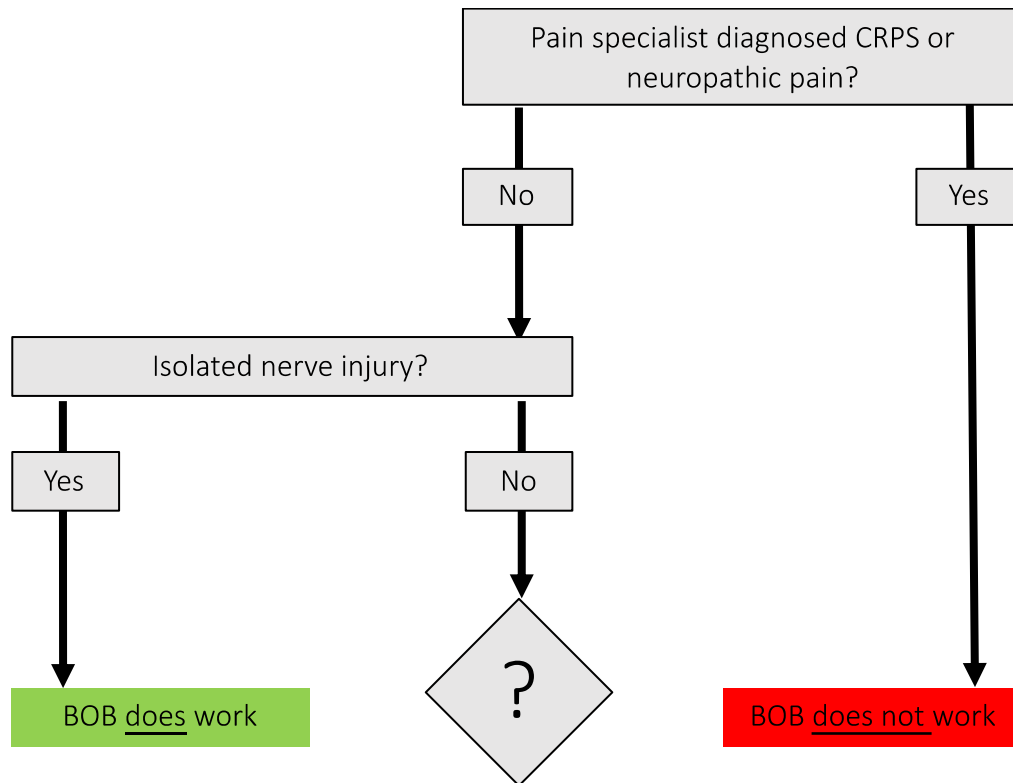 Pain specialist diagnosed CRPS or
neuropathic pain?
No
Yes
Isolated nerve injury?
Yes
No
?
BOB does work
BOB does not work